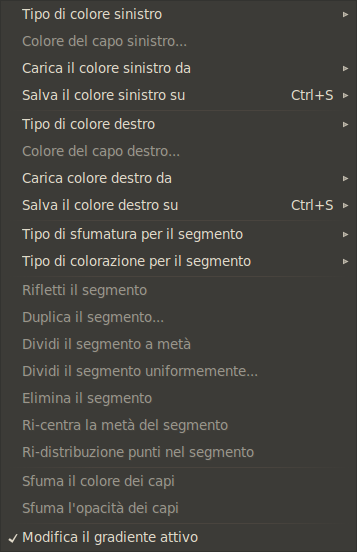 Tipo di colore sinistro
Colore del capo sinistro...
Carica il colore sinistro da
Salva il colore sinistro su Ctrl+S
Tipo di colore destro
Colore del capo destro...
Carica colore destro da
Salva il colore destro su Ctrl+S
Tipo di sfumatura per il segmento
Tipo di colorazione per il segmento
Rifletti il segmento
Duplica il segmento...
Dividi il segmento a metà
Dividi il segmento uniformemente...
Elimina il segmento
Ri-centra la metà del segmento
Ri-distribuzione punti nel segmento
Sfuma il colore dei capi
Sfuma l'opacità dei capi
Modifica il gradiente attivo